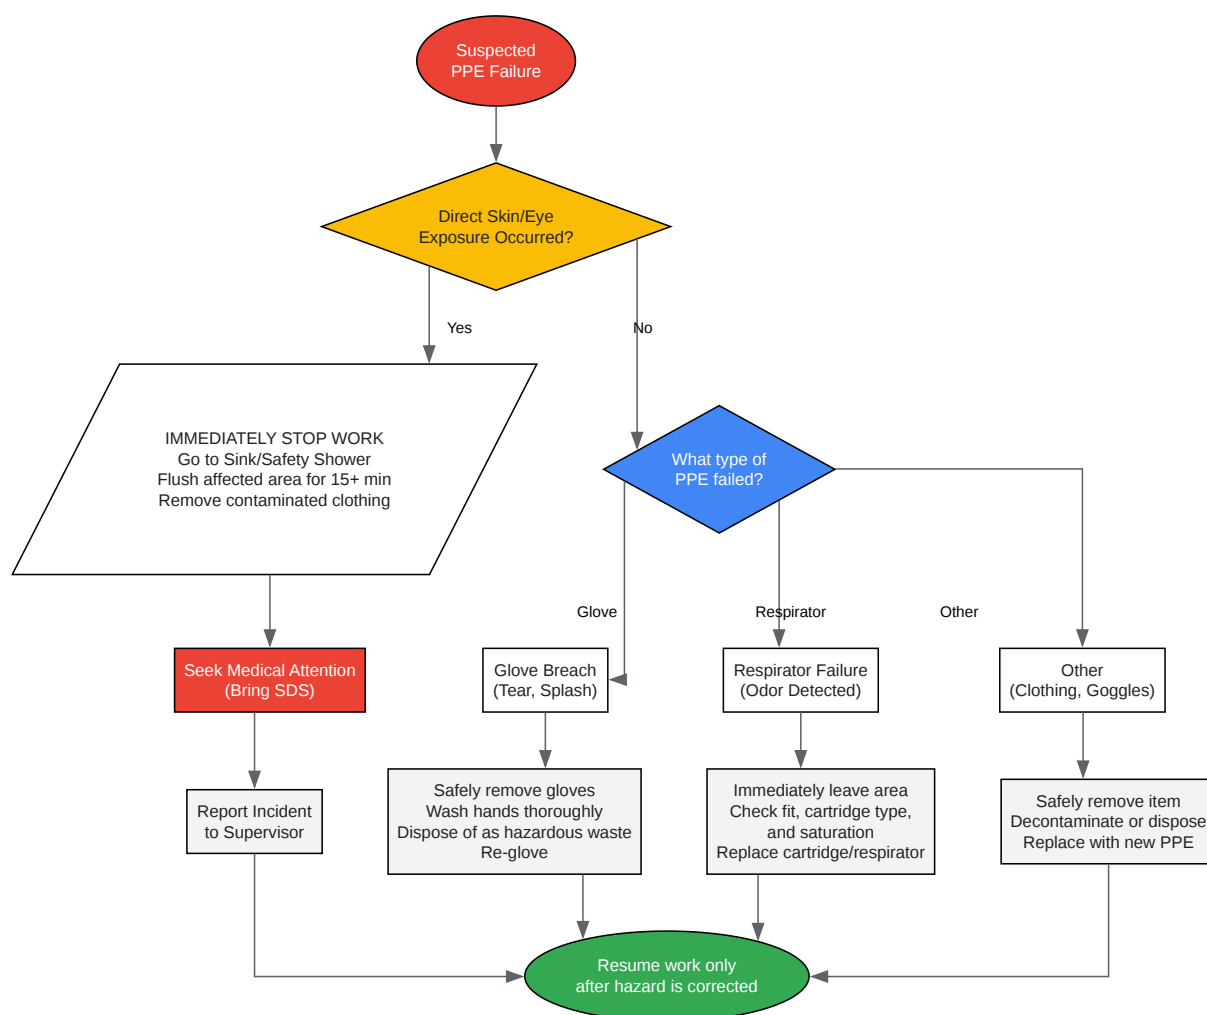 Suspected
PPE Failure
Direct Skin/Eye
Exposure Occurred?
Yes
No
IMMEDIATELY STOP WORK
Go to Sink/Safety Shower
Flush affected area for 15+ min
Remove contaminated clothing
What type of
PPE failed?
Glove
Respirator
Other
Seek Medical Attention
(Bring SDS)
Glove Breach
(Tear, Splash)
Respirator Failure
(Odor Detected)
Other
(Clothing, Goggles)
Report Incident
to Supervisor
Safely remove gloves
Wash hands thoroughly
Dispose of as hazardous waste
Re-glove
Immediately leave area
Check fit, cartridge type,
and saturation
Replace cartridge/respirator
Safely remove item
Decontaminate or dispose
Replace with new PPE
Resume work only
after hazard is corrected